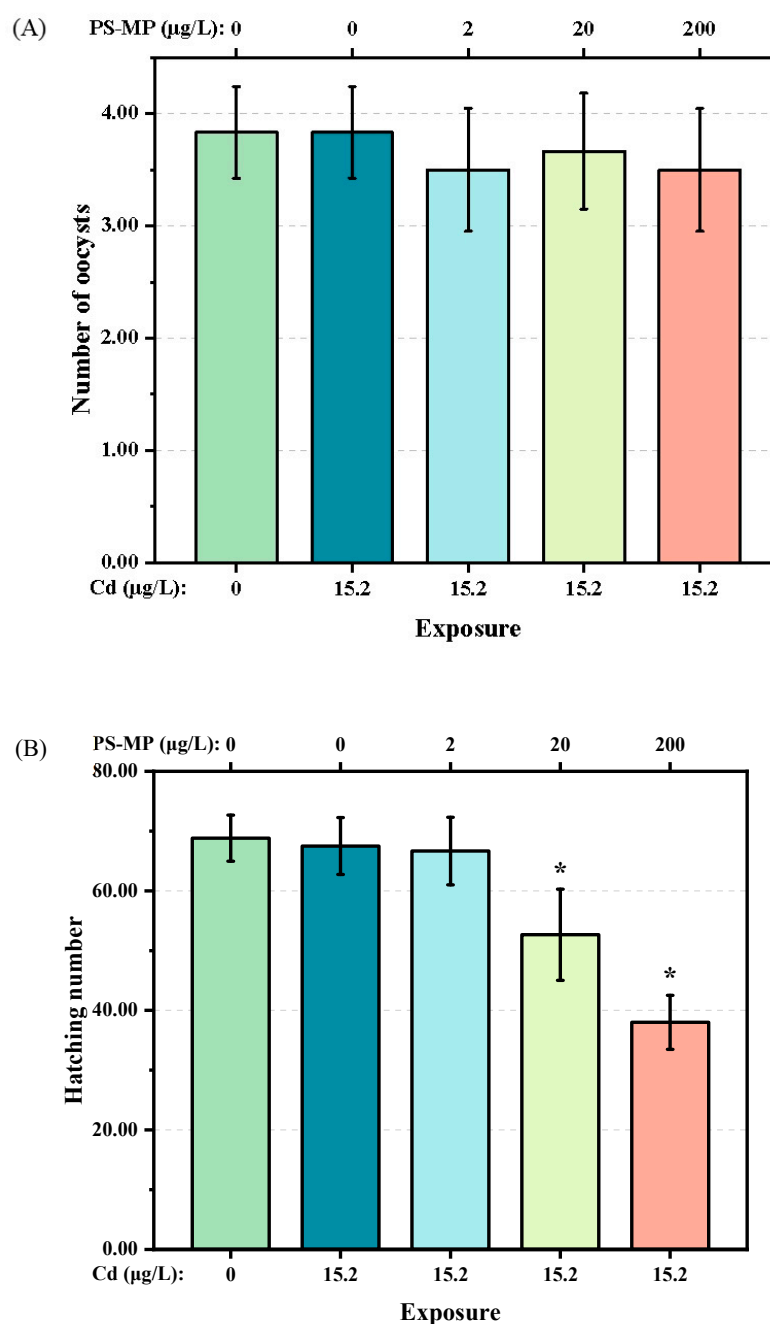 (A)
PS-MP (µg/L): 0 0 2 20 200
4.00
3.00
2.00
1.00
0.00
Number of oocysts
Cd (µg/L): 0 15.2 15.2 15.2 15.2
Exposure
(B)
PS-MP (µg/L): 0 0 2 20 200
80.00
60.00
40.00
20.00
0.00
Hatching number
*
*
Cd (µg/L): 0 15.2 15.2 15.2 15.2
Exposure